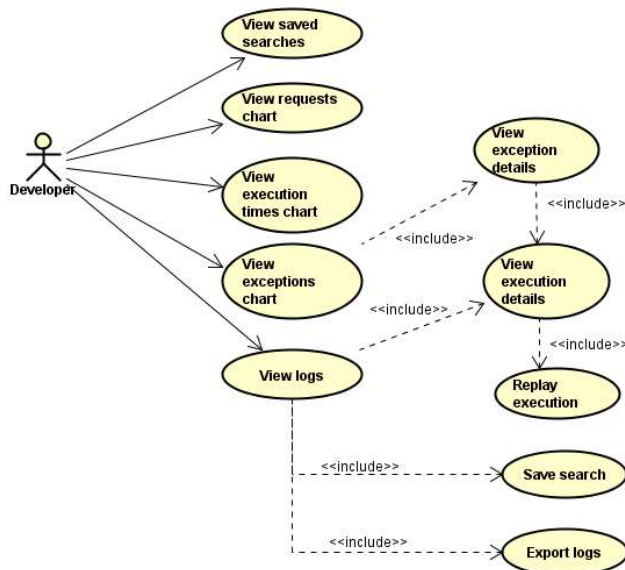 View saved
searches
View requests
chart
Developer
View
execution
times chart
View
exceptions
chart
View logs
View
exception
details
<<include>>
<<include>>
View
execution
details
<<include>>
<<include>>
Replay
execution
<<include>>
Save search
<<include>>
Export logs